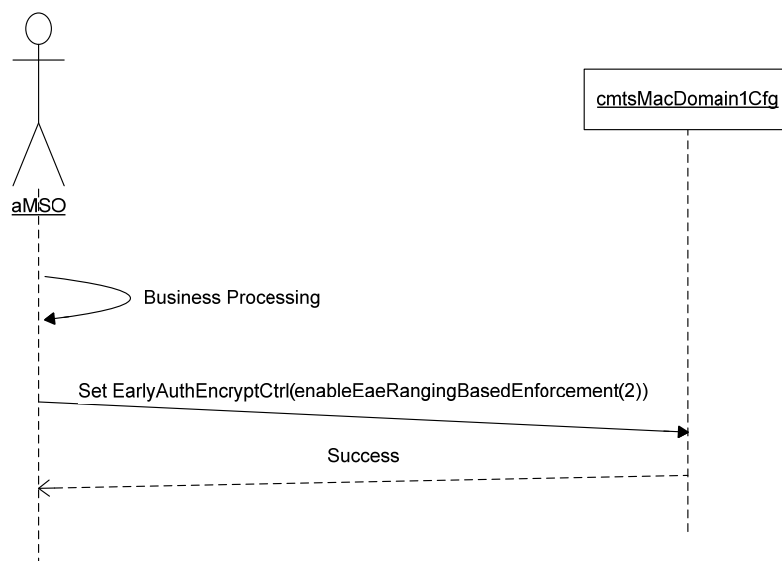 cmtsMacDomain1Cfg
aMSO
Business Processing
Set EarlyAuthEncryptCtrl(enableEaeRangingBasedEnforcement(2))
Success